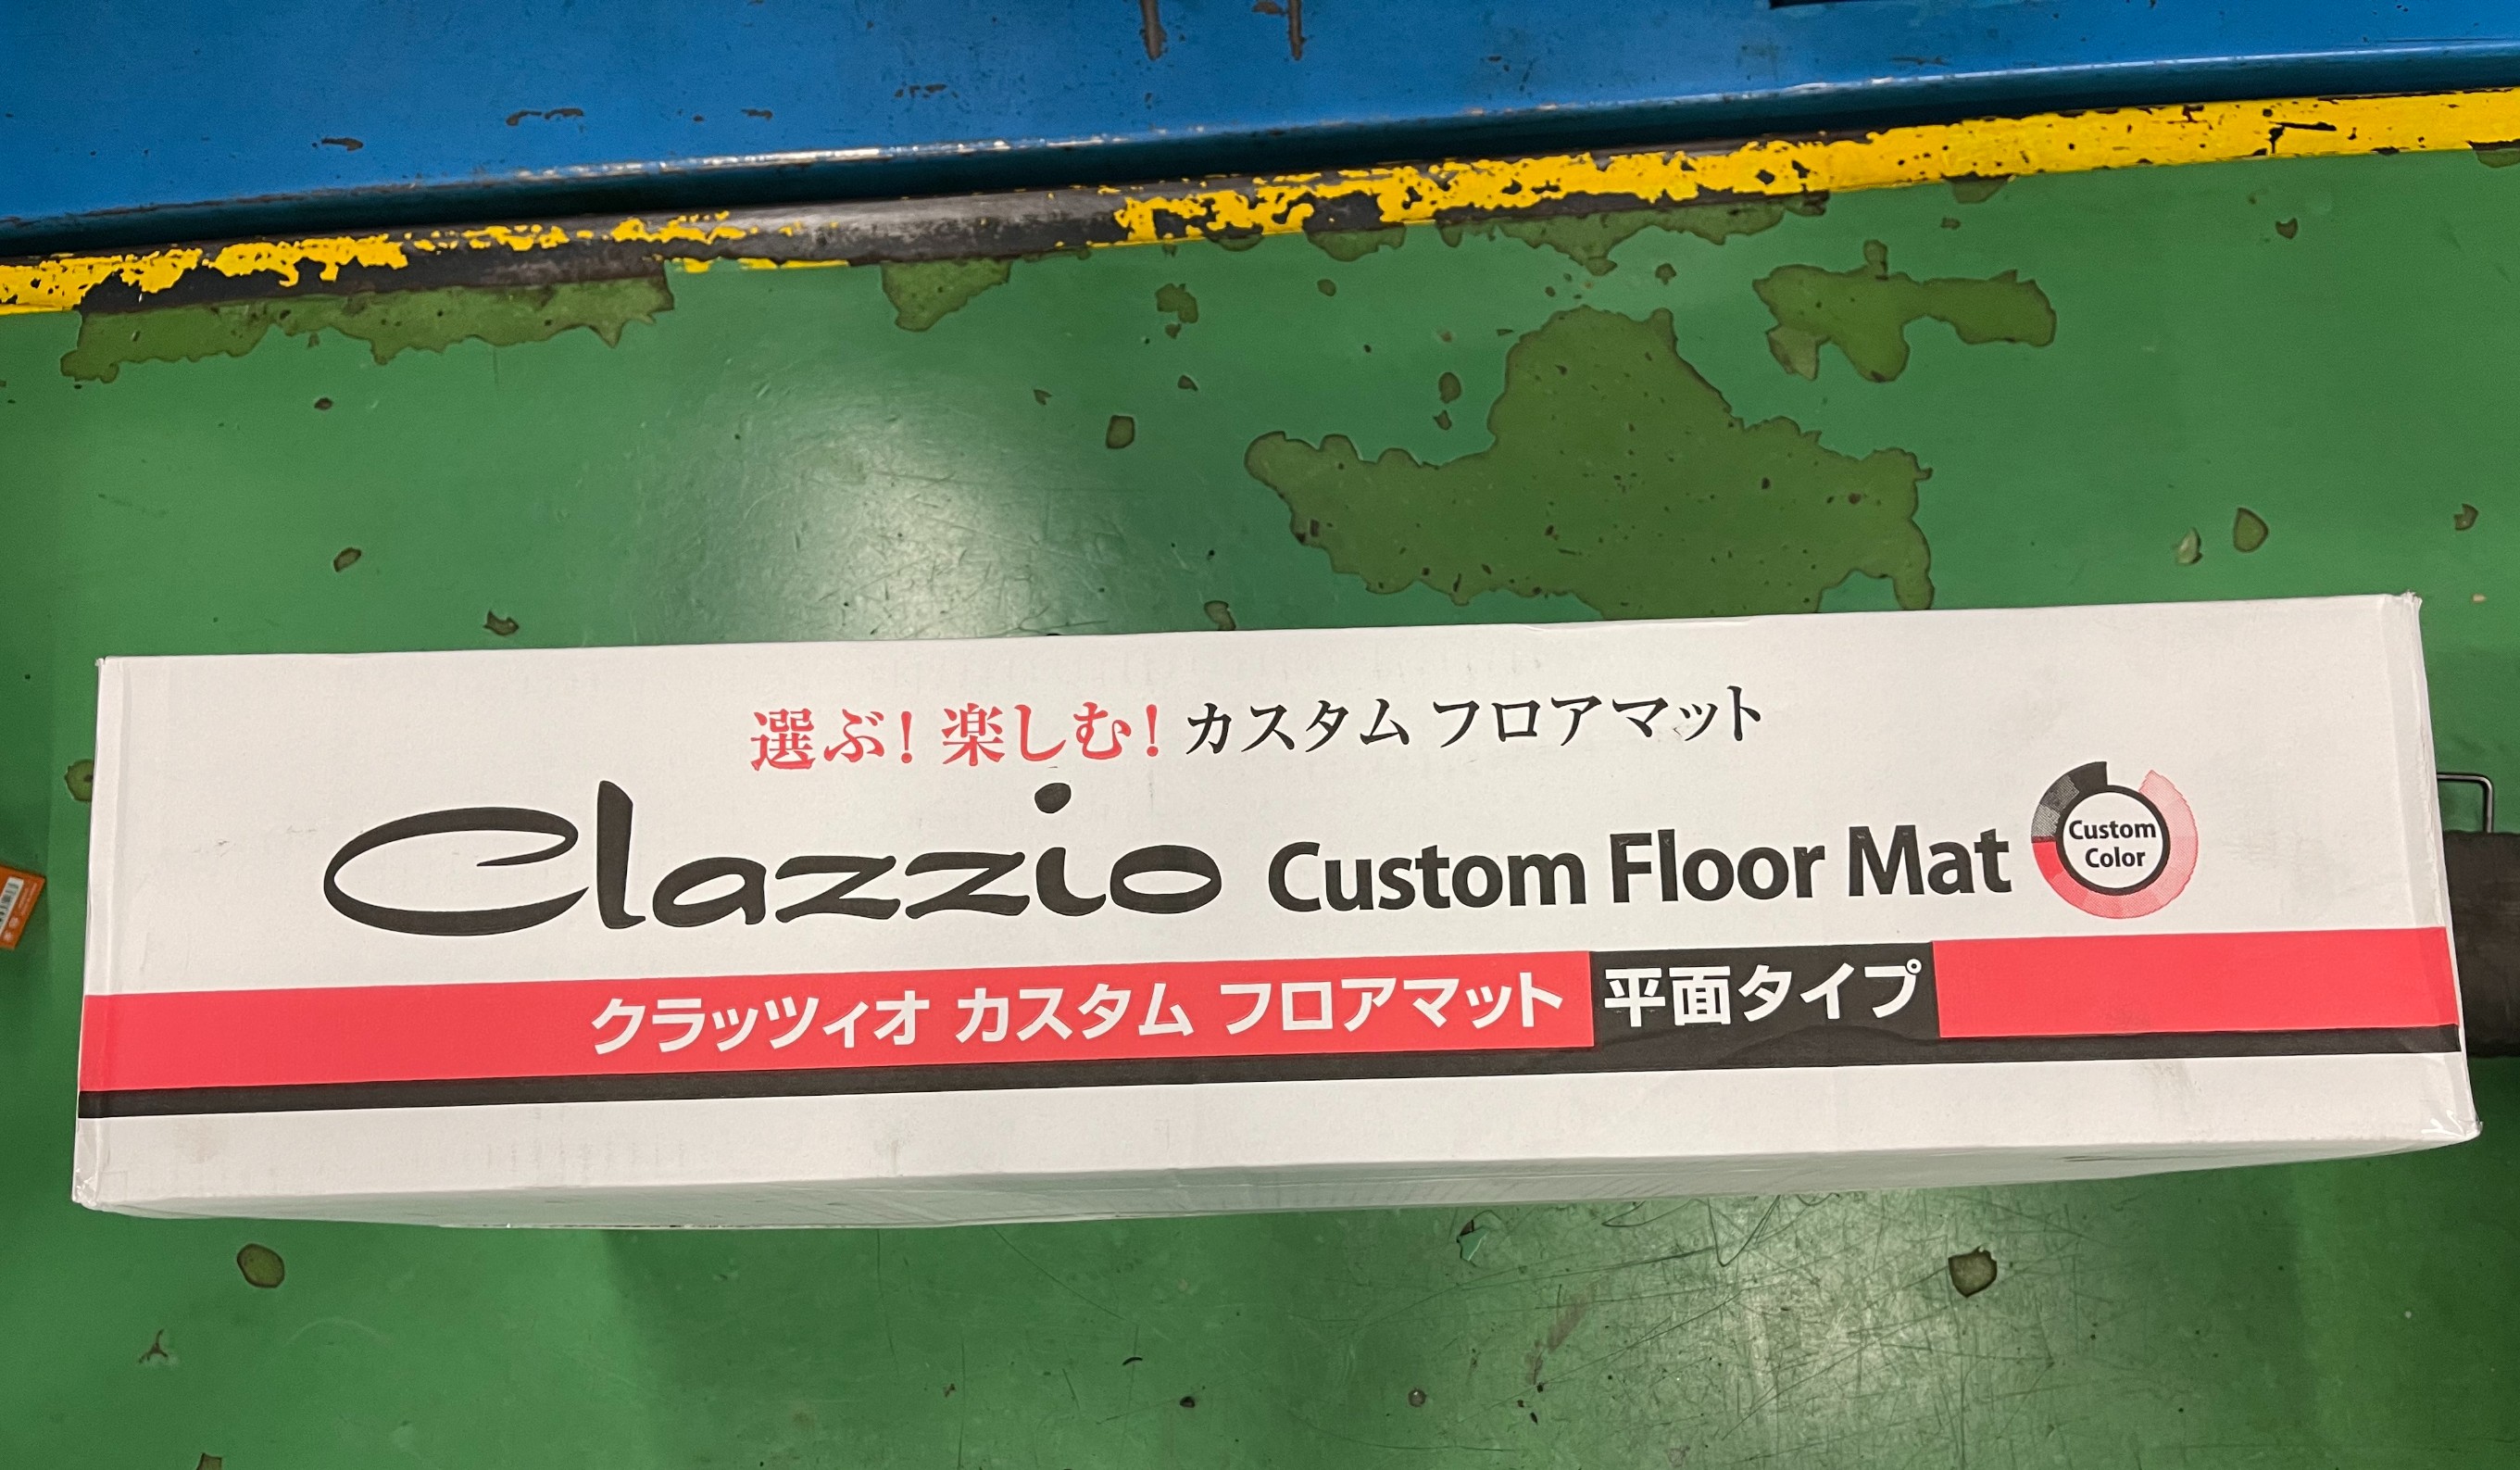 選ぶ！楽しむ！カスタム フロアマット
Clazzio Custom Floor Mat
Custom
Color
クラッツィオ カスタム フロアマット 平面タイプ